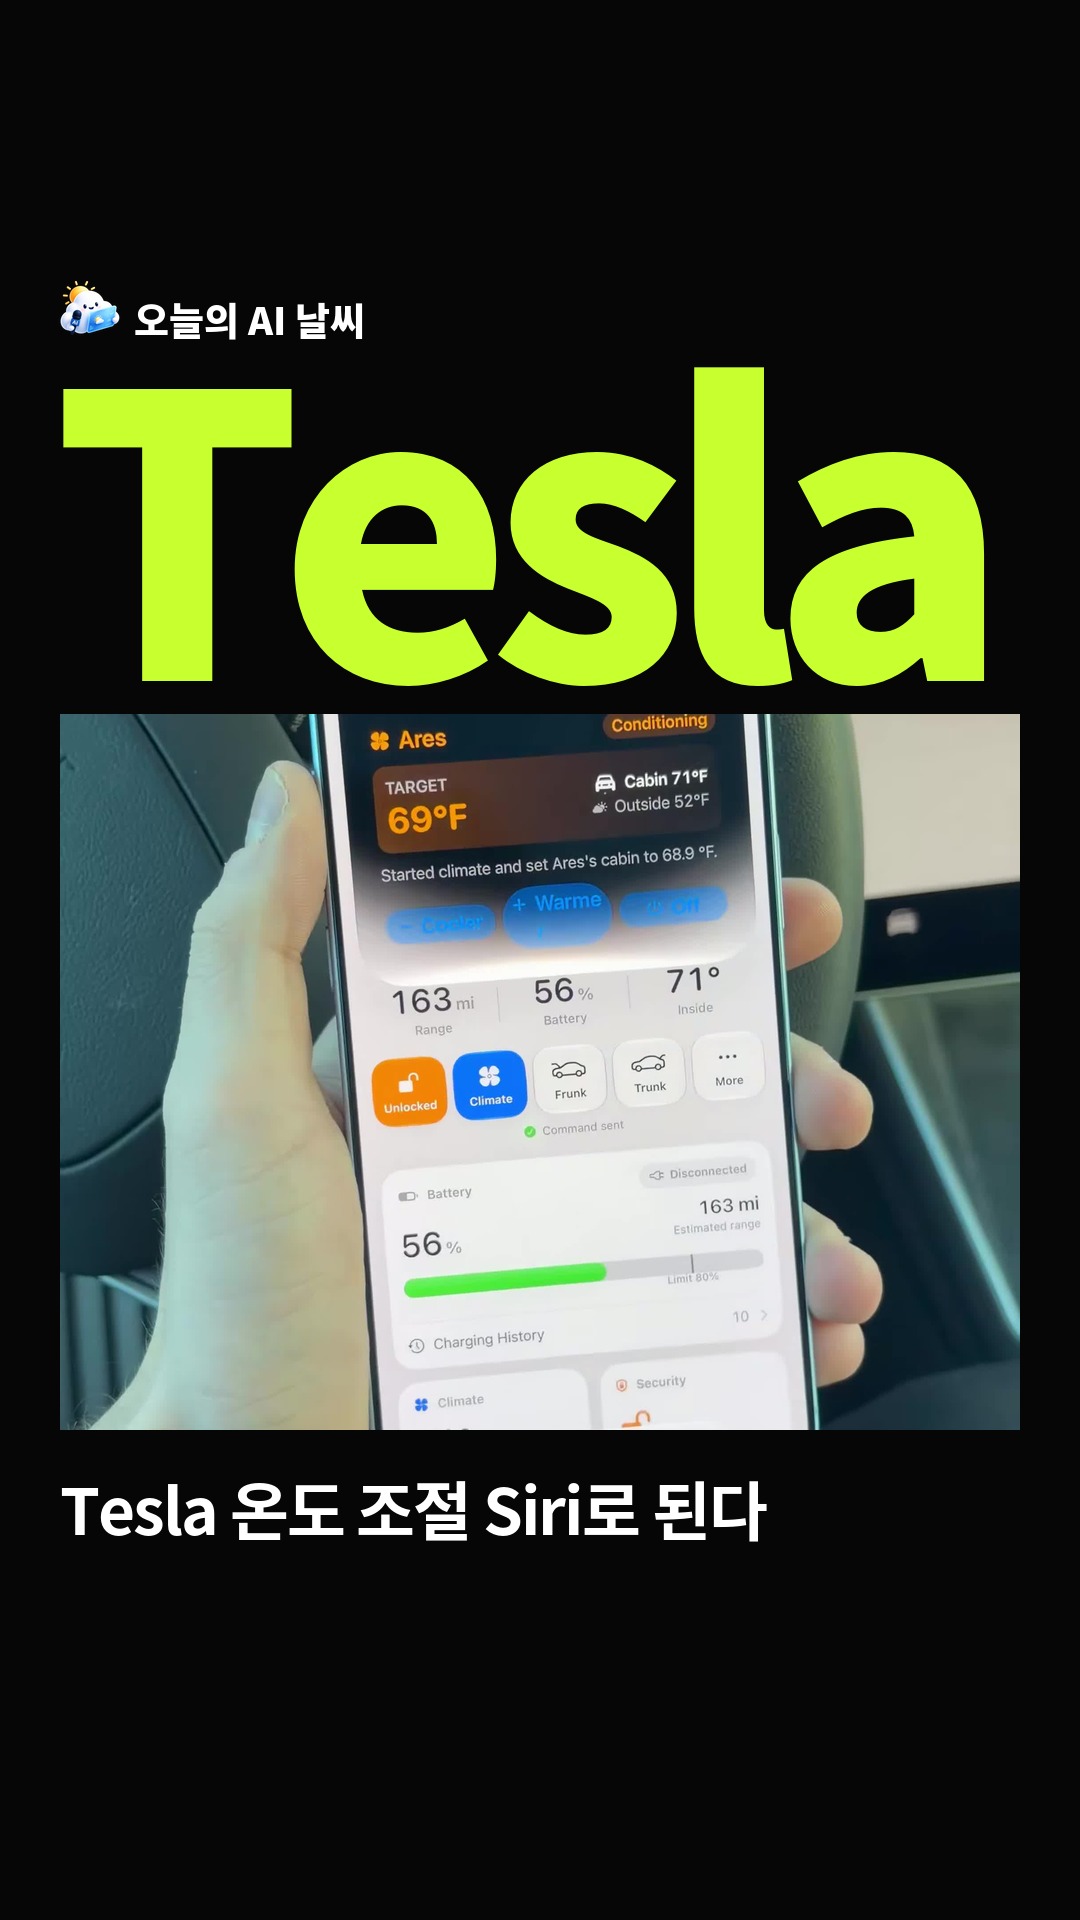 오늘의 AI 날씨
Tesla
Ares
Conditioning
TARGET
69°F
Cabin 71°F
Outside 52°F
Started climate and set Ares's cabin to 68.9 °F.
− Cooler
+ Warmer
Off
163 mi
Range
56 %
Battery
71°
Inside
Unlocked
Climate
Frunk
Trunk
More
Command sent
Battery
Disconnected
56 %
163 mi
Estimated range
Limit 80%
Charging History
10
Climate
Security
Tesla 온도 조절 Siri로 된다